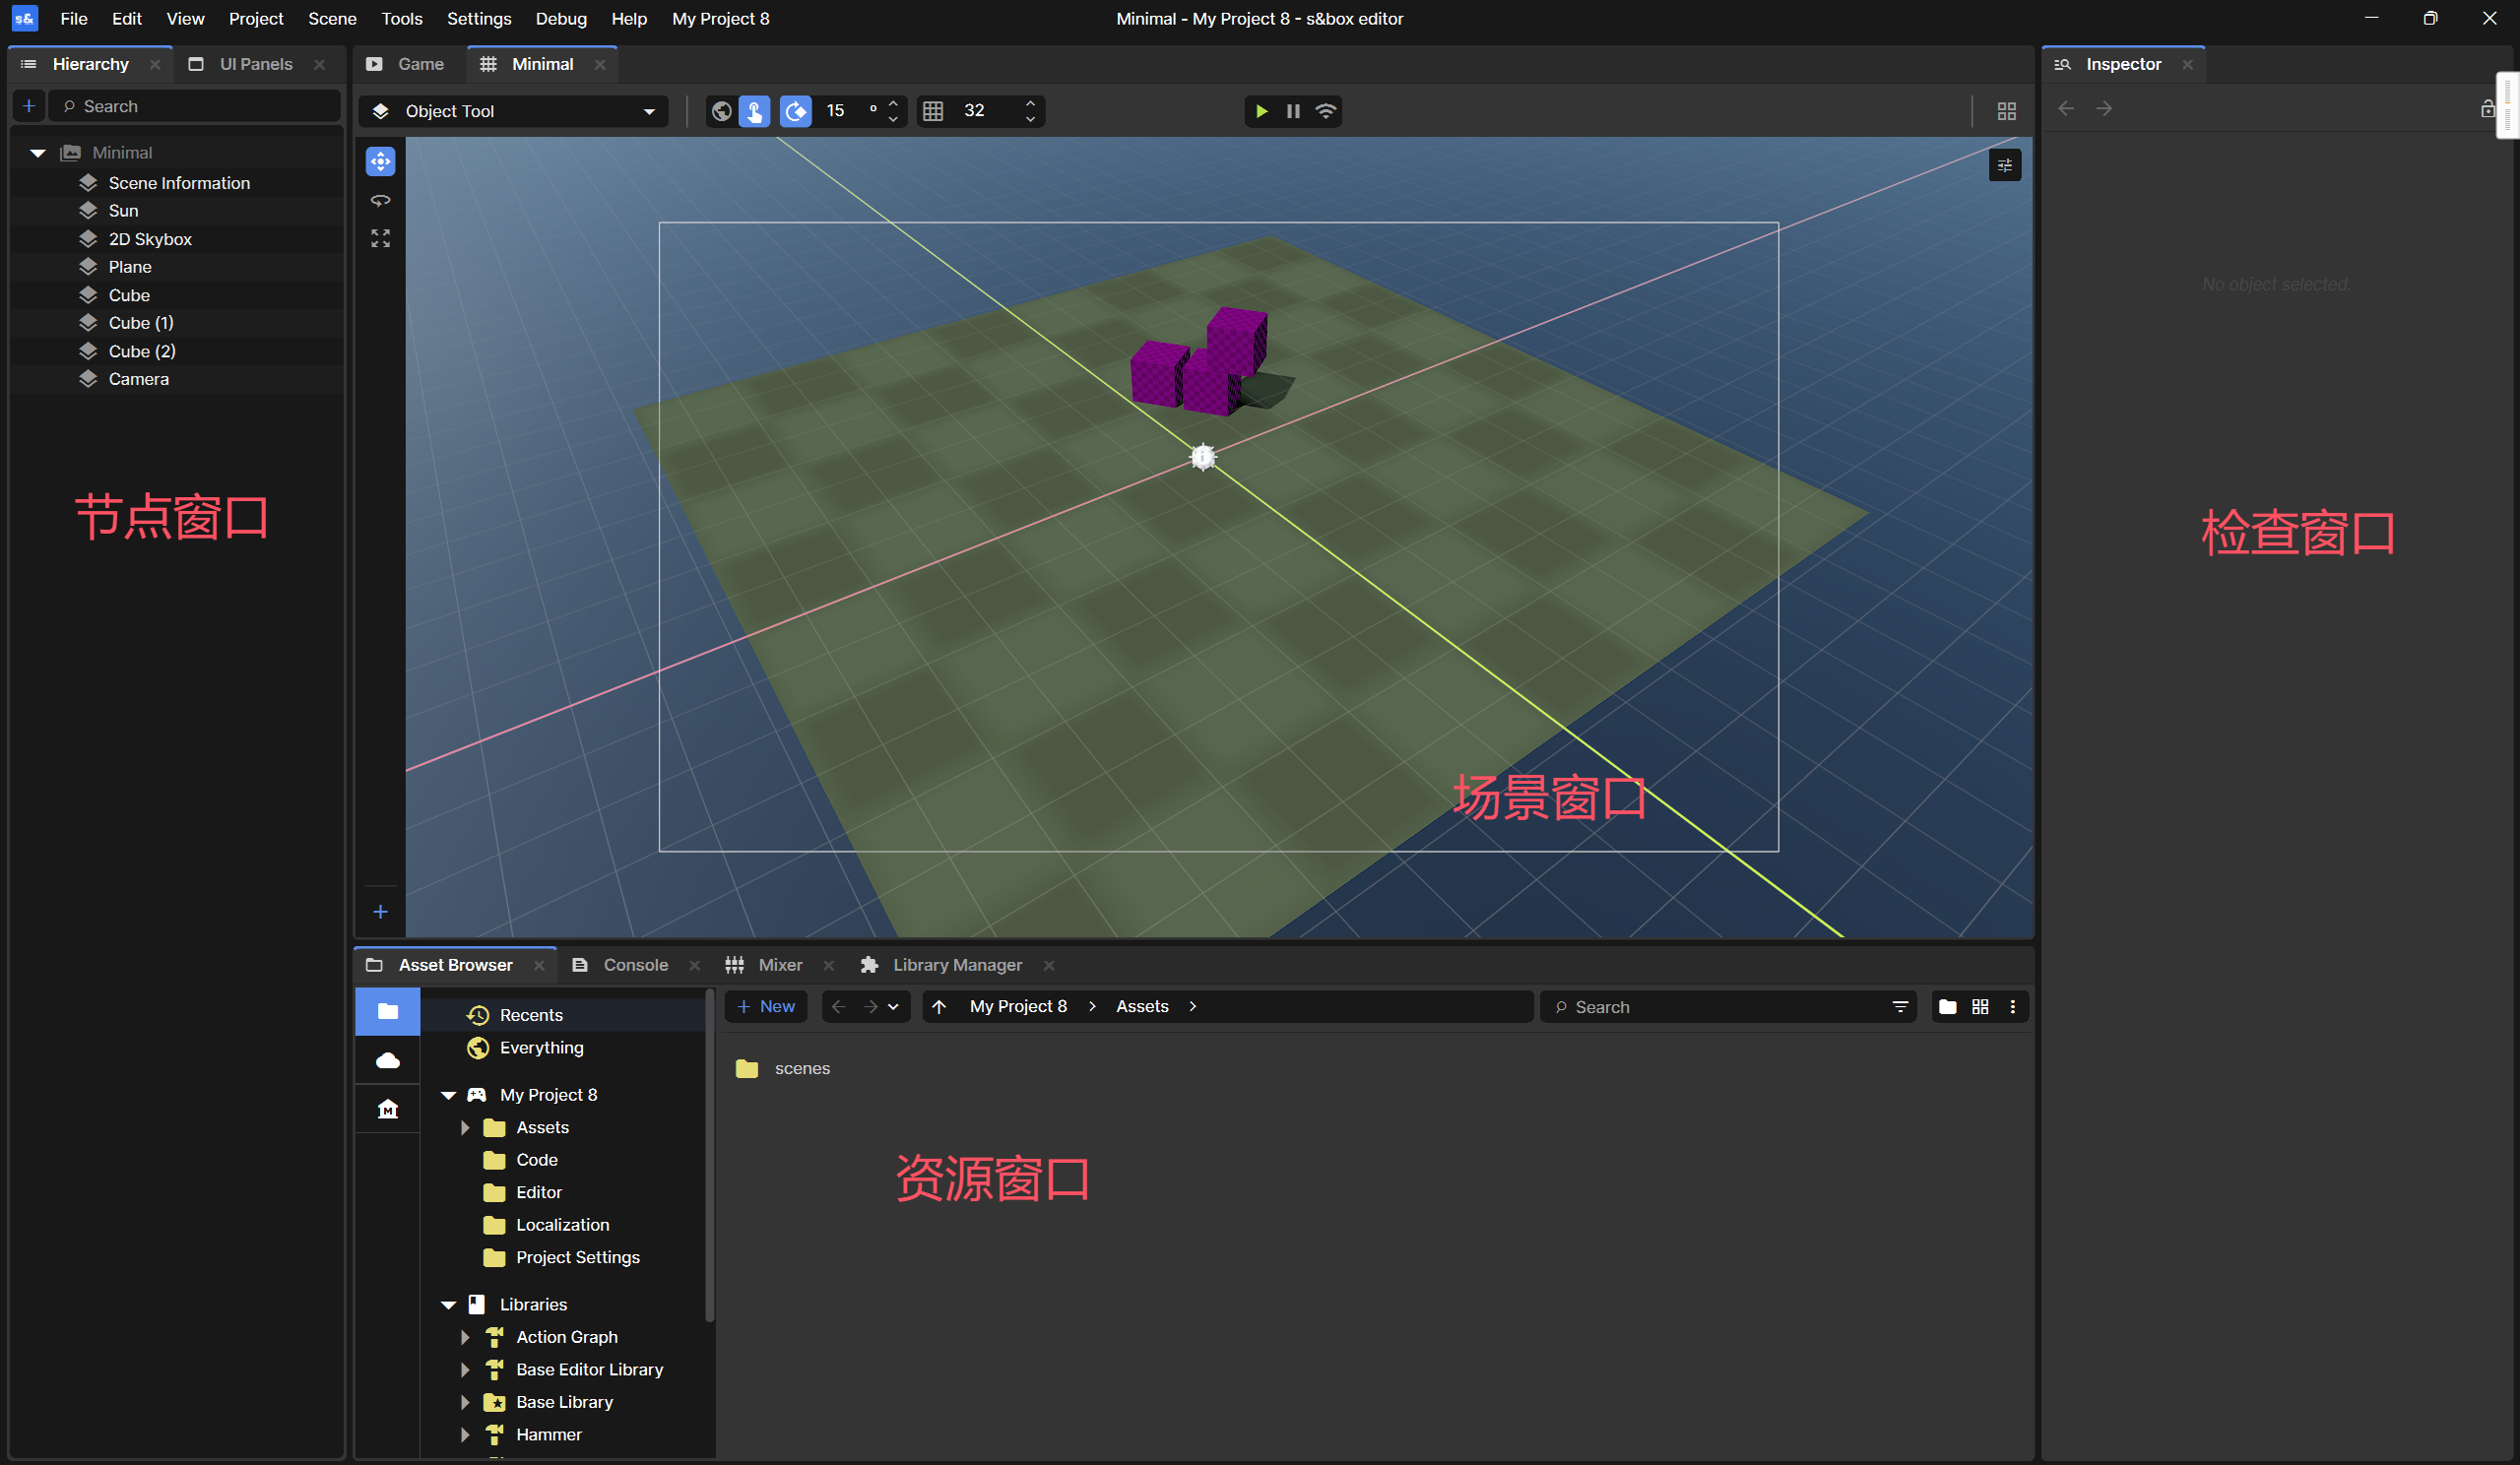 s&
File Edit View Project Scene Tools Settings Debug Help My Project 8
Minimal - My Project 8 - s&box editor
Hierarchy
UI Panels
Search
Minimal
Scene Information
Sun
2D Skybox
Plane
Cube
Cube (1)
Cube (2)
Camera
节点窗口
Game
Minimal
Object Tool
15 °
32
场景窗口
Inspector
No object selected.
检查窗口
Asset Browser
Console
Mixer
Library Manager
Recents
Everything
My Project 8
Assets
Code
Editor
Localization
Project Settings
Libraries
Action Graph
Base Editor Library
Base Library
Hammer
+ New
My Project 8 > Assets >
Search
scenes
资源窗口